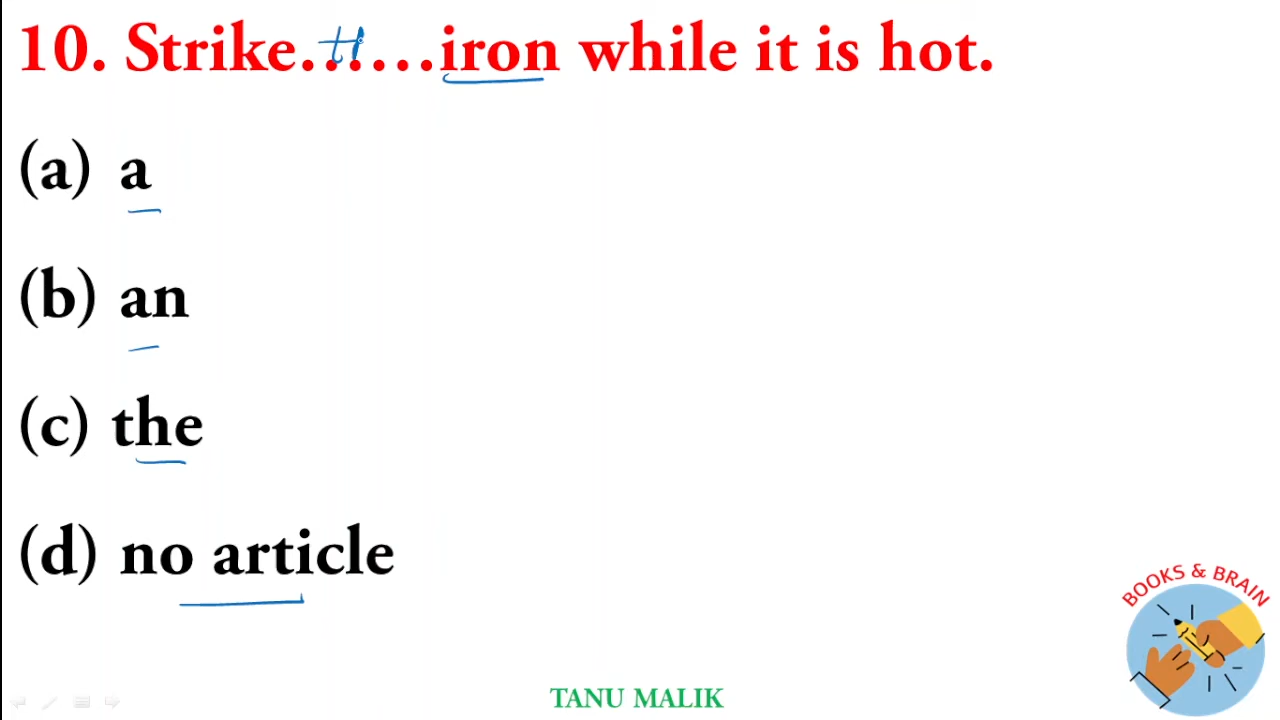 10. Strike......iron while it is hot.
(a) a
(b) an
(c) the
(d) no article
BOOKS & BRAIN
TANU MALIK